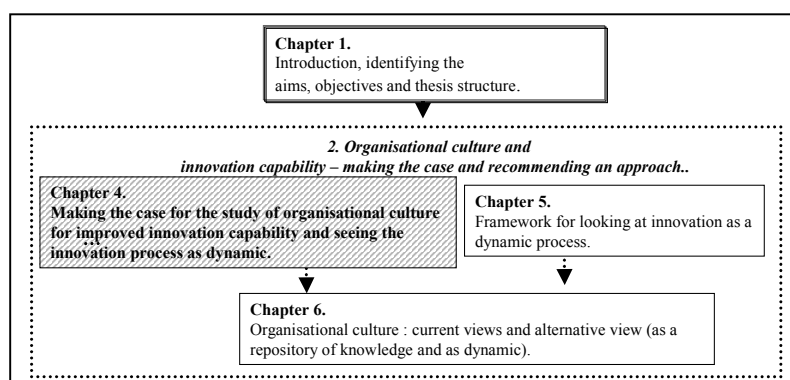 Chapter 1.
Introduction, identifying the
aims, objectives and thesis structure.
2. Organisational culture and
innovation capability – making the case and recommending an approach..
Chapter 4.
Making the case for the study of organisational culture
for improved innovation capability and seeing the
innovation process as dynamic.
...
Chapter 5.
Framework for looking at innovation as a
dynamic process.
Chapter 6.
Organisational culture : current views and alternative view (as a
repository of knowledge and as dynamic).